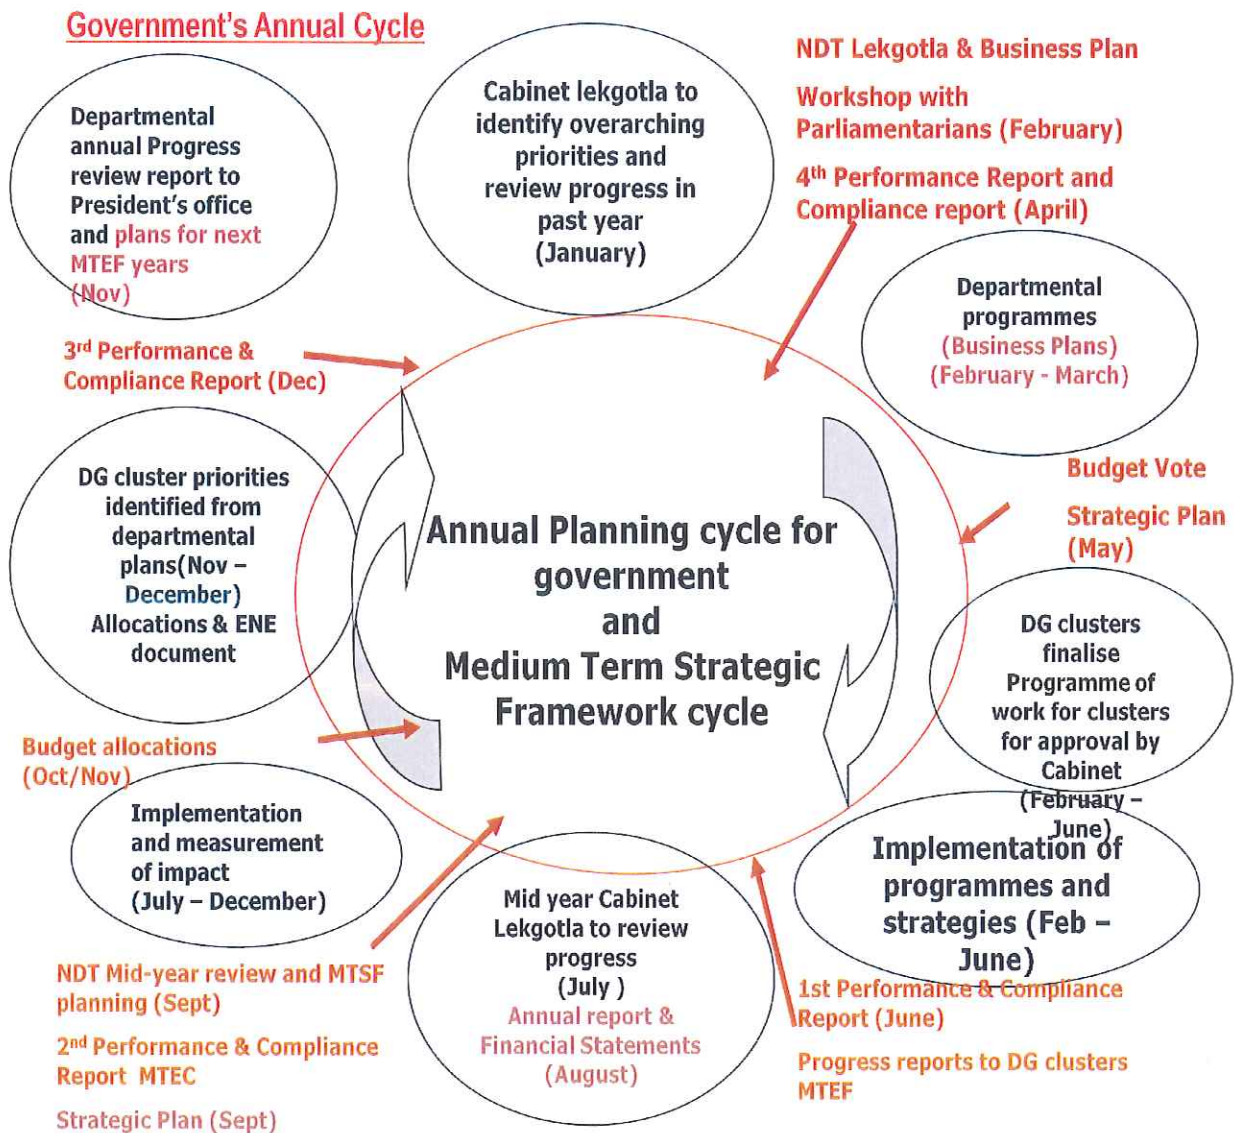 Government's Annual Cycle
Departmental
annual Progress
review report to
President's office
and plans for next
MTEF years
(Nov)
Cabinet lekgotla to
identify overarching
priorities and
review progress in
past year
(January)
NDT Lekgotla & Business Plan
Workshop with
Parliamentarians (February)
4th Performance Report and
Compliance report (April)
Departmental
programmes
(Business Plans)
(February - March)
3rd Performance &
Compliance Report (Dec)
Budget Vote
Strategic Plan
(May)
DG cluster priorities
identified from
departmental
plans(Nov –
December)
Allocations & ENE
document
Annual Planning cycle for
government
and
Medium Term Strategic
Framework cycle
DG clusters
finalise
Programme of
work for clusters
for approval by
Cabinet
(February –
June)
Budget allocations
(Oct/Nov)
Implementation
and measurement
of impact
(July – December)
Mid year Cabinet
Lekgotla to review
progress
(July )
Annual report &
Financial Statements
(August)
Implementation of
programmes and
strategies (Feb –
June)
NDT Mid-year review and MTSF
planning (Sept)
2nd Performance & Compliance
Report  MTEC
Strategic Plan (Sept)
1st Performance & Compliance
Report (June)
Progress reports to DG clusters
MTEF